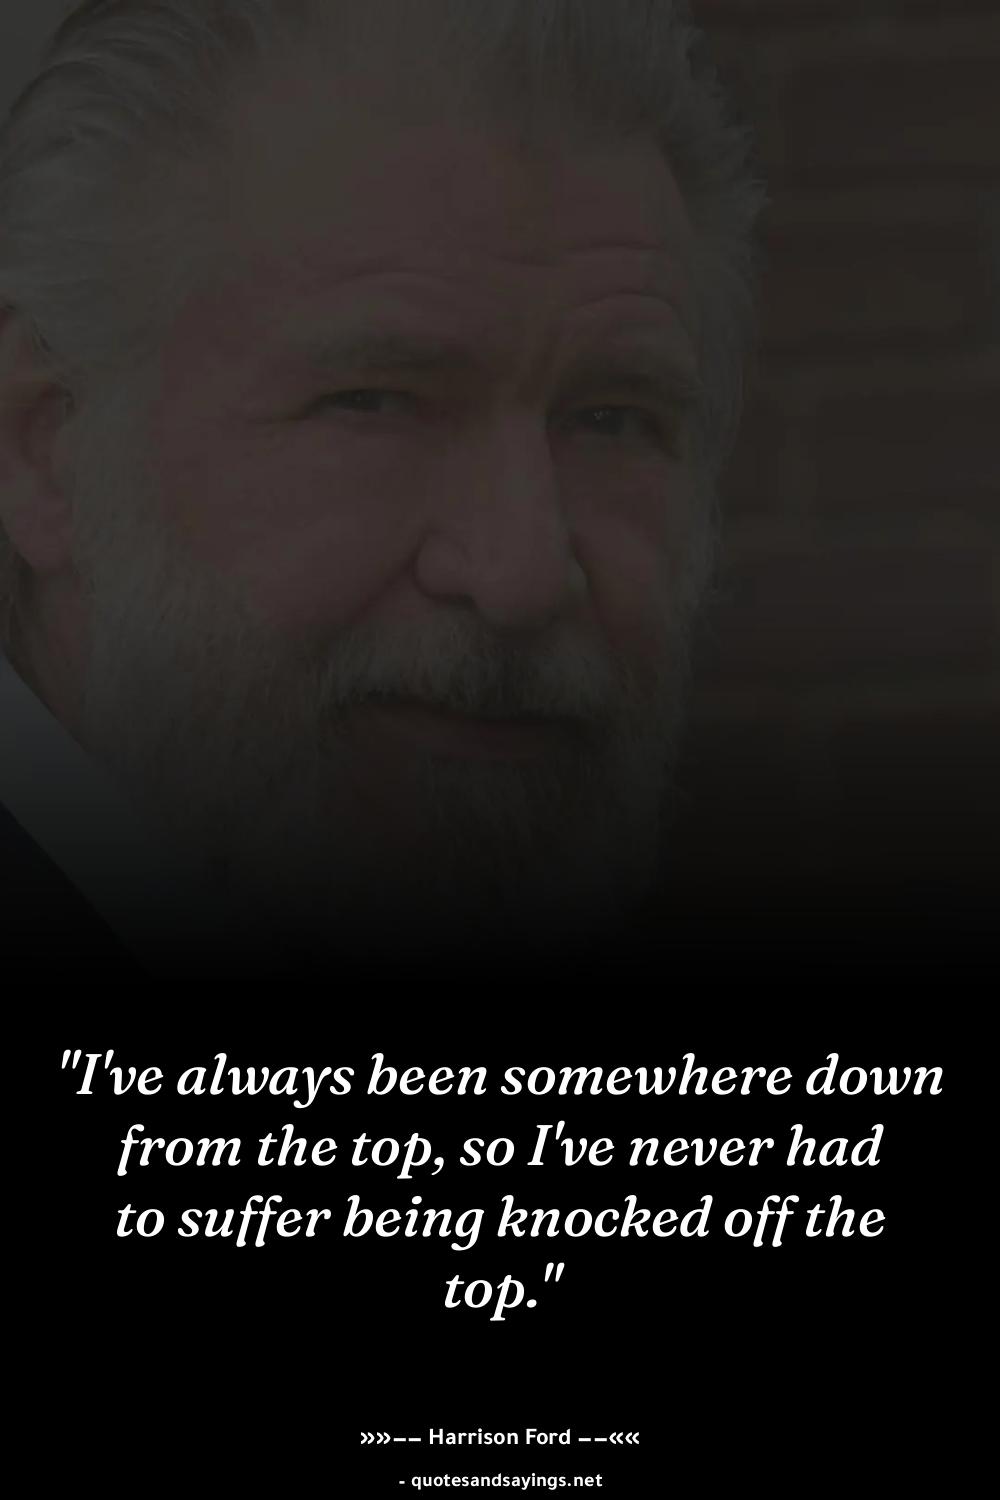 "I've always been somewhere down
from the top, so I've never had
to suffer being knocked off the
top."
»»−− Harrison Ford −−««
- quotesandsayings.net